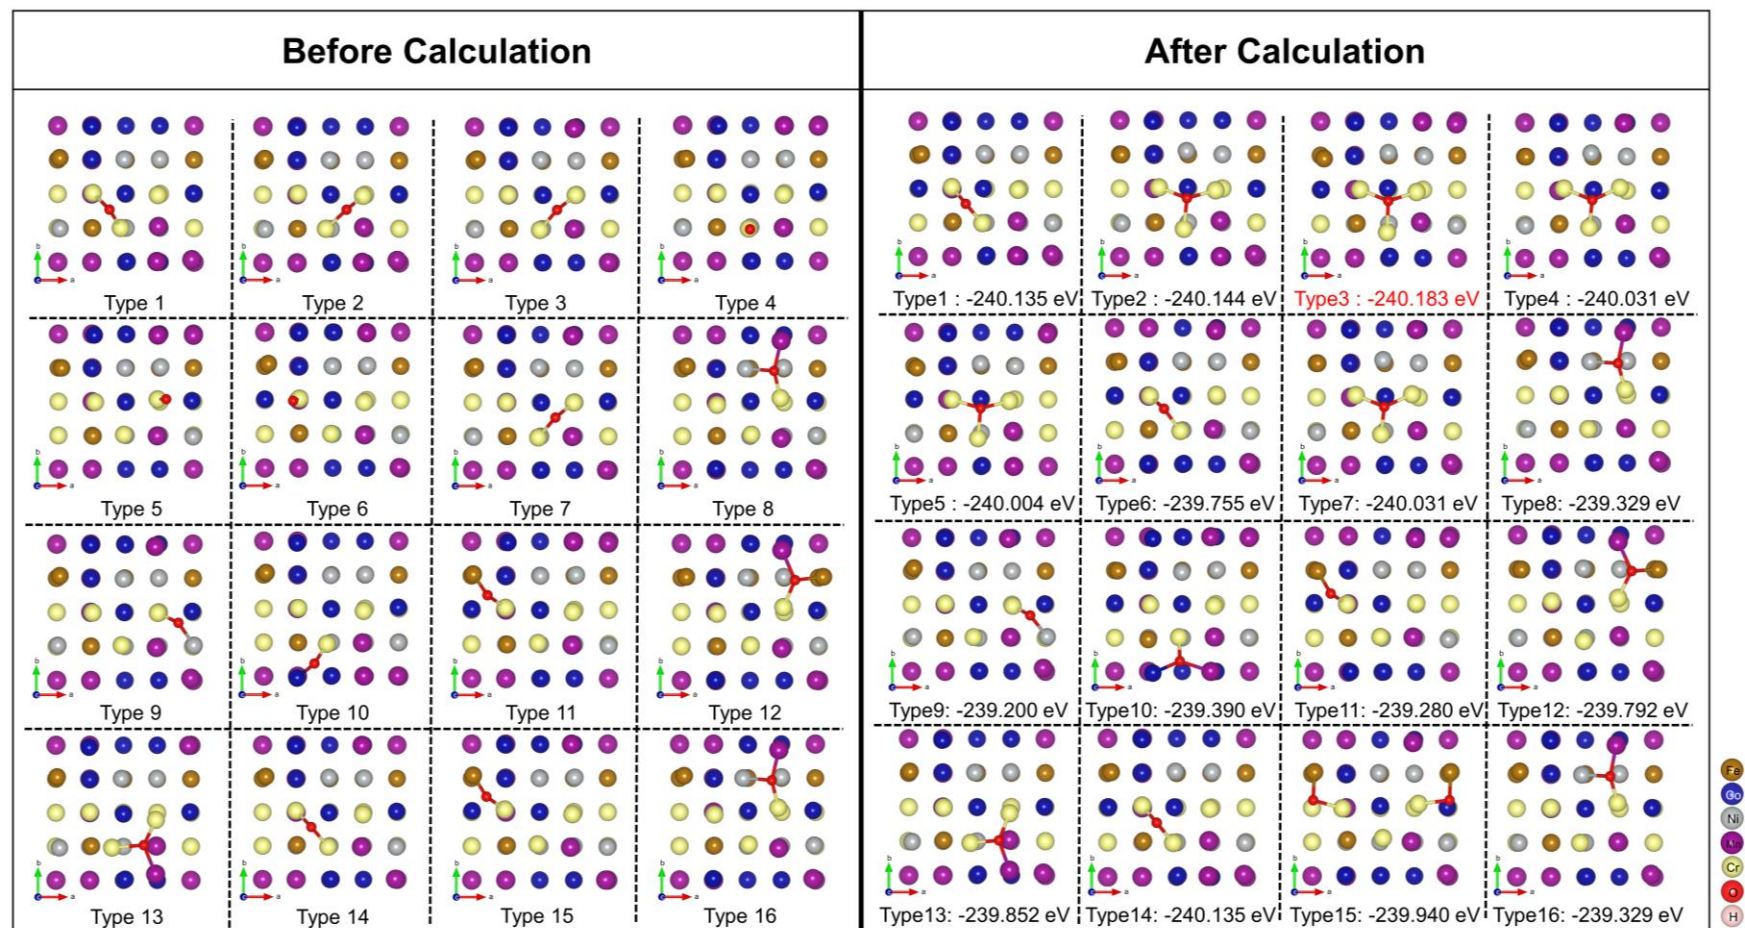 Before Calculation
After Calculation
Type 1
Type 2
Type 3
Type 4
Type1 : -240.135 eV
Type2 : -240.144 eV
Type3 : -240.183 eV
Type4 : -240.031 eV
Type 5
Type 6
Type 7
Type 8
Type5 : -240.004 eV
Type6: -239.755 eV
Type7: -240.031 eV
Type8: -239.329 eV
Type 9
Type 10
Type 11
Type 12
Type9: -239.200 eV
Type10: -239.390 eV
Type11: -239.280 eV
Type12: -239.792 eV
Type 13
Type 14
Type 15
Type 16
Type13: -239.852 eV
Type14: -240.135 eV
Type15: -239.940 eV
Type16: -239.329 eV
Fe
Co
Ni
Mn
Cr
O
H